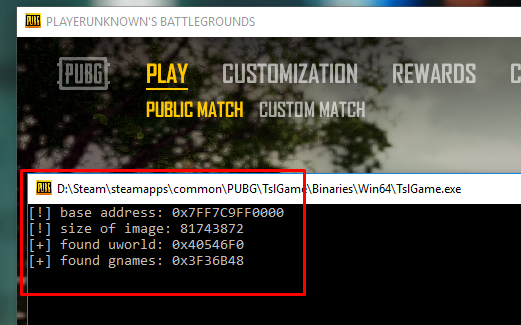 PLAYERUNKNOWN'S BATTLEGROUNDS
PUBG PLAY CUSTOMIZATION REWARDS C
PUBLIC MATCH CUSTOM MATCH
D:\Steam\steamapps\common\PUBG\TslGame\Binaries\Win64\TslGame.exe
[!] base address: 0x7FF7C9FF0000
[!] size of image: 81743872
[+] found uworld: 0x40546F0
[+] found gnames: 0x3F36B48